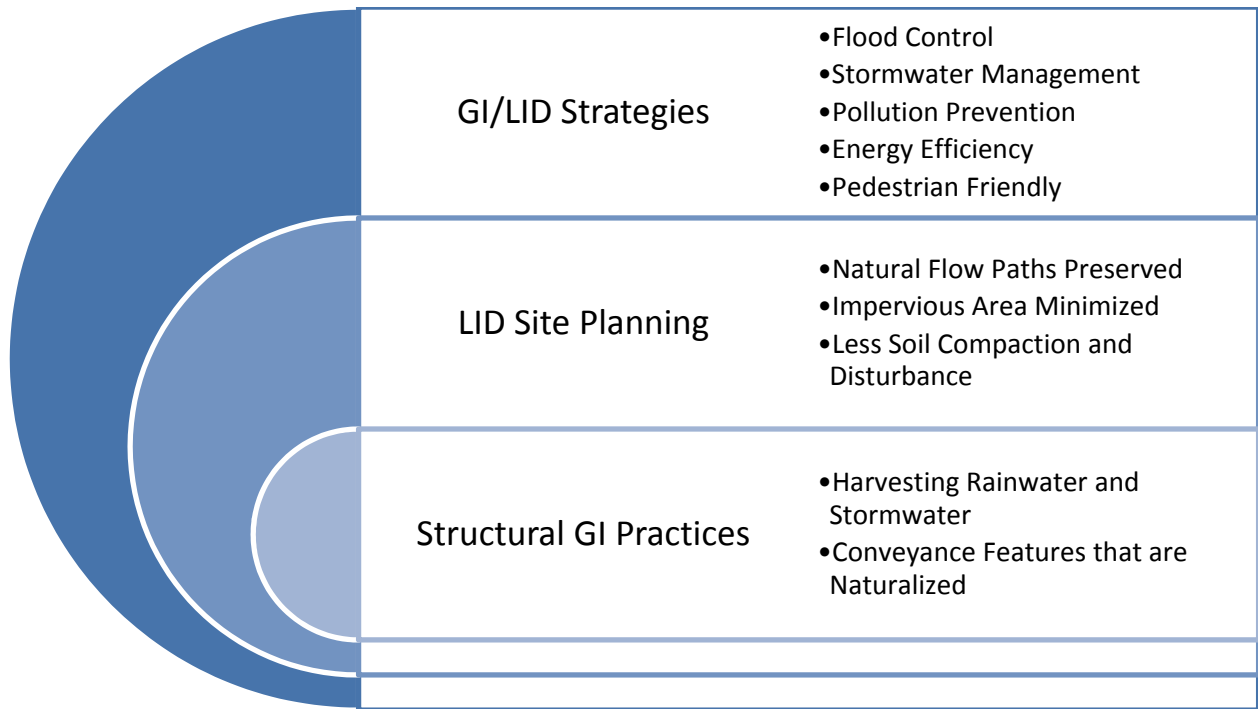 GI/LID Strategies
•Flood Control
•Stormwater Management
•Pollution Prevention
•Energy Efficiency
•Pedestrian Friendly
LID Site Planning
•Natural Flow Paths Preserved
•Impervious Area Minimized
•Less Soil Compaction and
Disturbance
Structural GI Practices
•Harvesting Rainwater and
Stormwater
•Conveyance Features that are
Naturalized